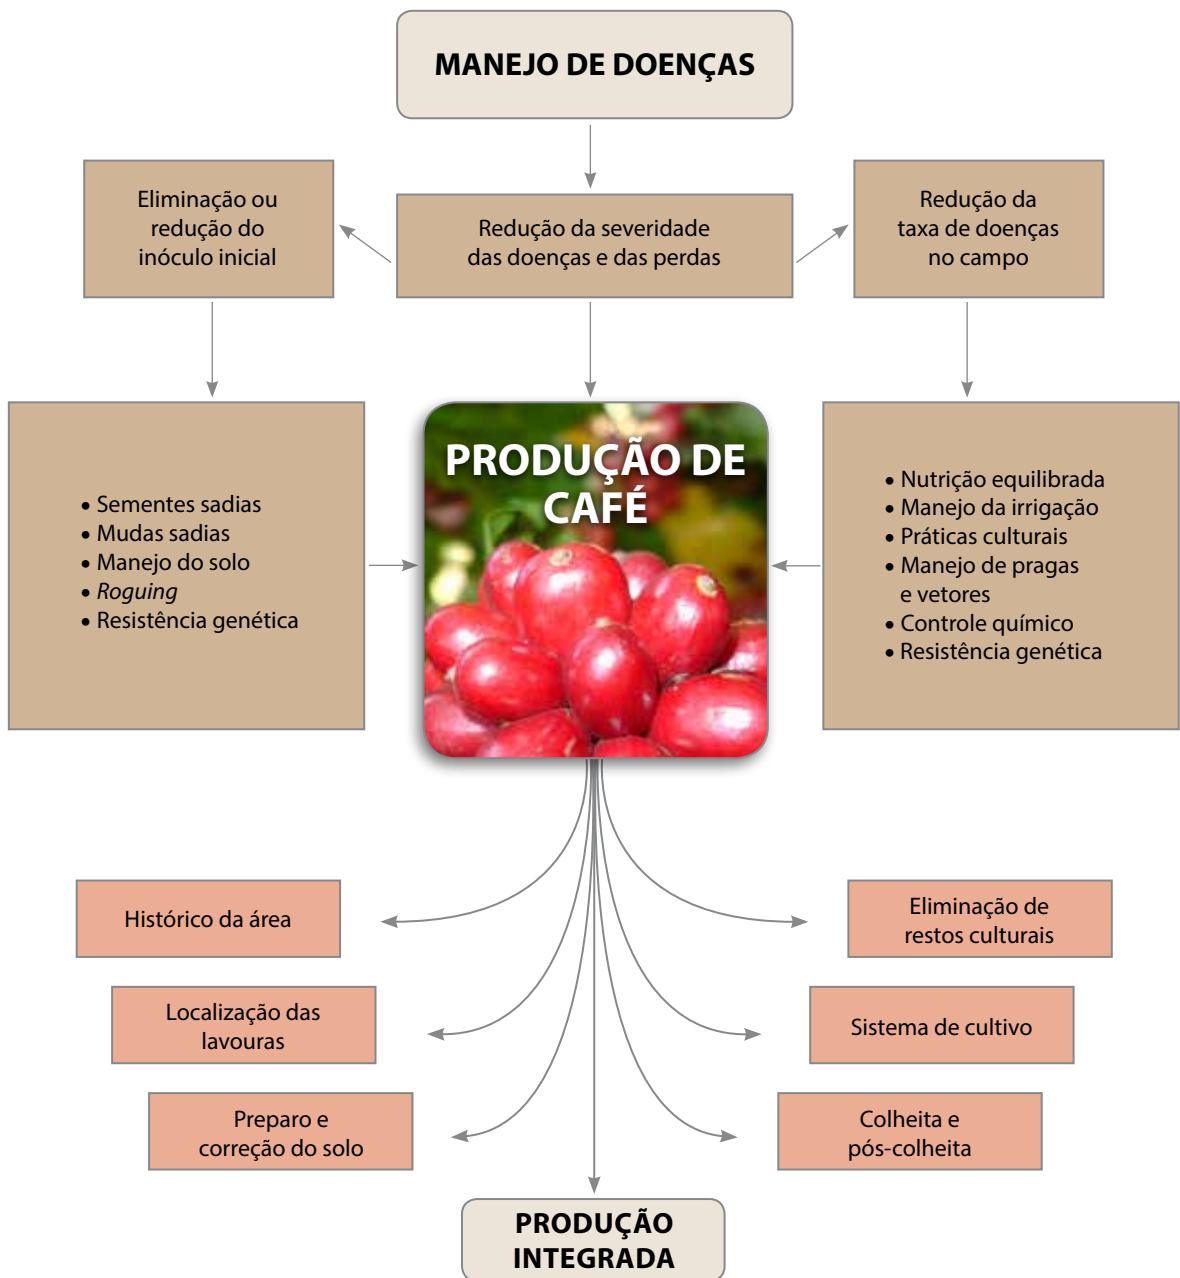 MANEJO DE DOENÇAS
Eliminação ou
redução do
inóculo inicial
Redução da severidade
das doenças e das perdas
Redução da
taxa de doenças
no campo
• Sementes sadias
• Mudas sadias
• Manejo do solo
• Roguing
• Resistência genética
PRODUÇÃO DE
CAFÉ
• Nutrição equilibrada
• Manejo da irrigação
• Práticas culturais
• Manejo de pragas
e vetores
• Controle químico
• Resistência genética
Histórico da área
Eliminação de
restos culturais
Localização das
lavouras
Sistema de cultivo
Preparo e
correção do solo
Colheita e
pós-colheita
PRODUÇÃO
INTEGRADA